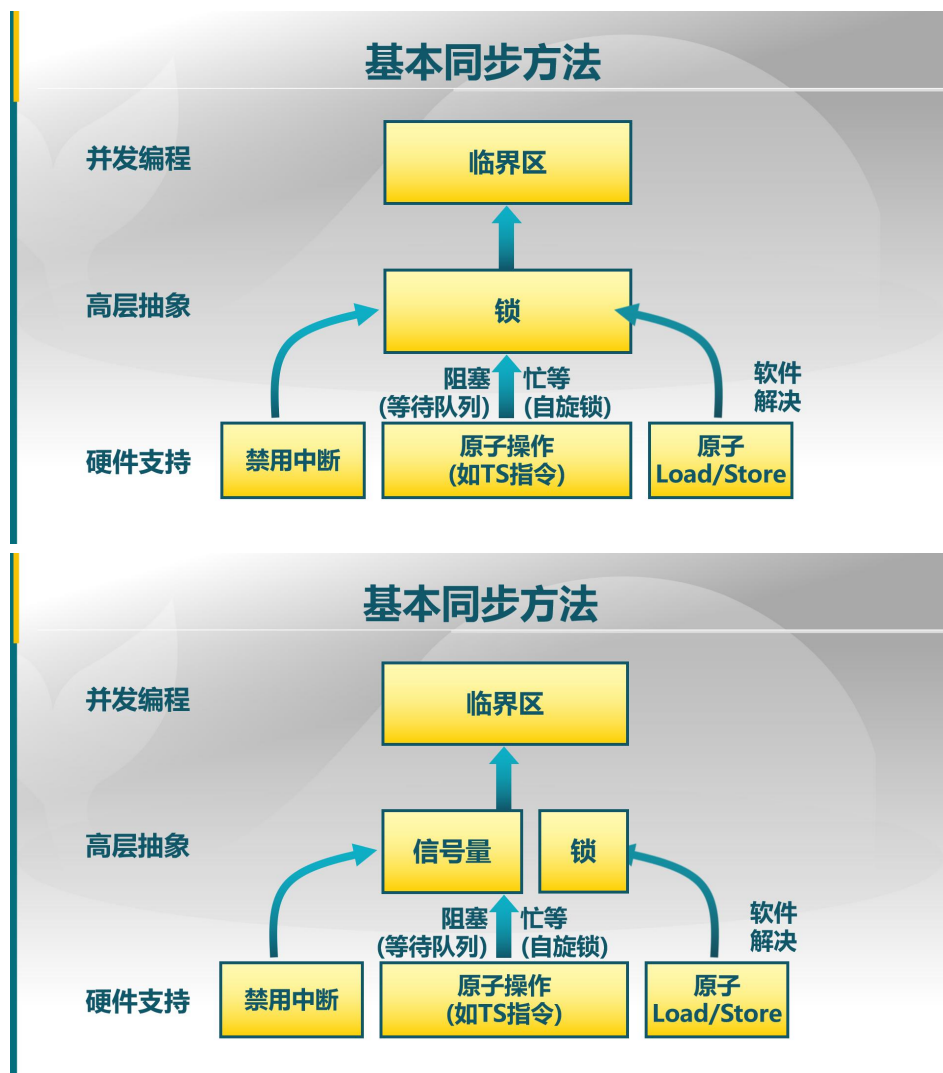 基本同步方法
并发编程
临界区
高层抽象
锁
阻塞
(等待队列)
忙等
(自旋锁)
软件
解决
硬件支持
禁用中断
原子操作
(如TS指令)
原子
Load/Store
基本同步方法
并发编程
临界区
高层抽象
信号量
锁
阻塞
(等待队列)
忙等
(自旋锁)
软件
解决
硬件支持
禁用中断
原子操作
(如TS指令)
原子
Load/Store